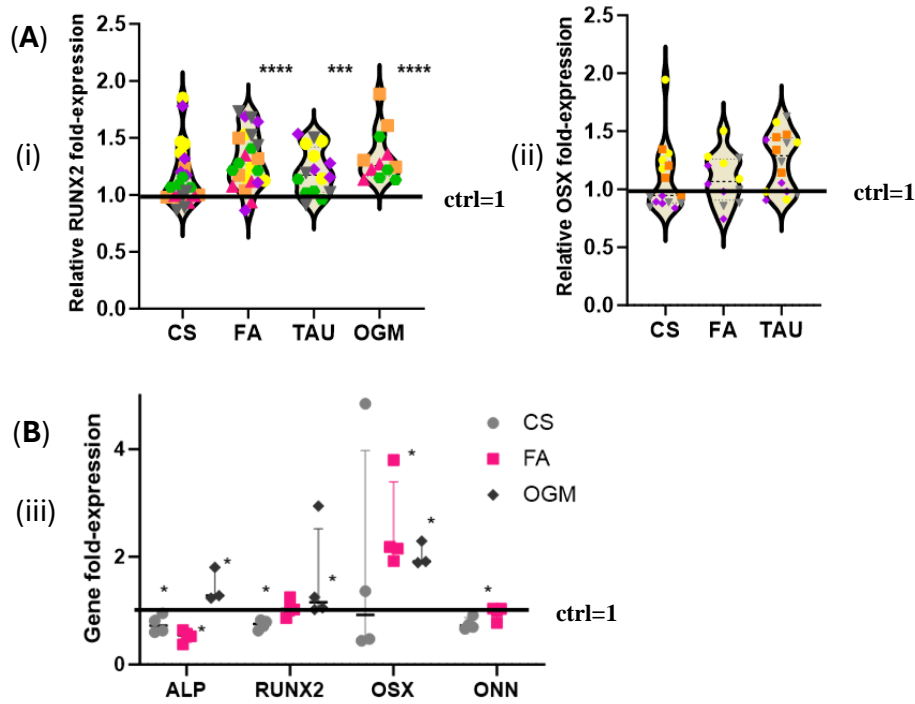 (A)
(i)
Relative RUNX2 fold-expression
2.5
2.0
1.5
1.0
0.5
0.0
**** *** ****
ctrl=1
CS FA TAU OGM
(ii)
Relative OSX fold-expression
2.5
2.0
1.5
1.0
0.5
0.0
ctrl=1
CS FA TAU
(B)
(iii)
Gene fold-expression
4
2
0
* * * * * * * *
CS
FA
OGM
ctrl=1
ALP RUNX2 OSX ONN